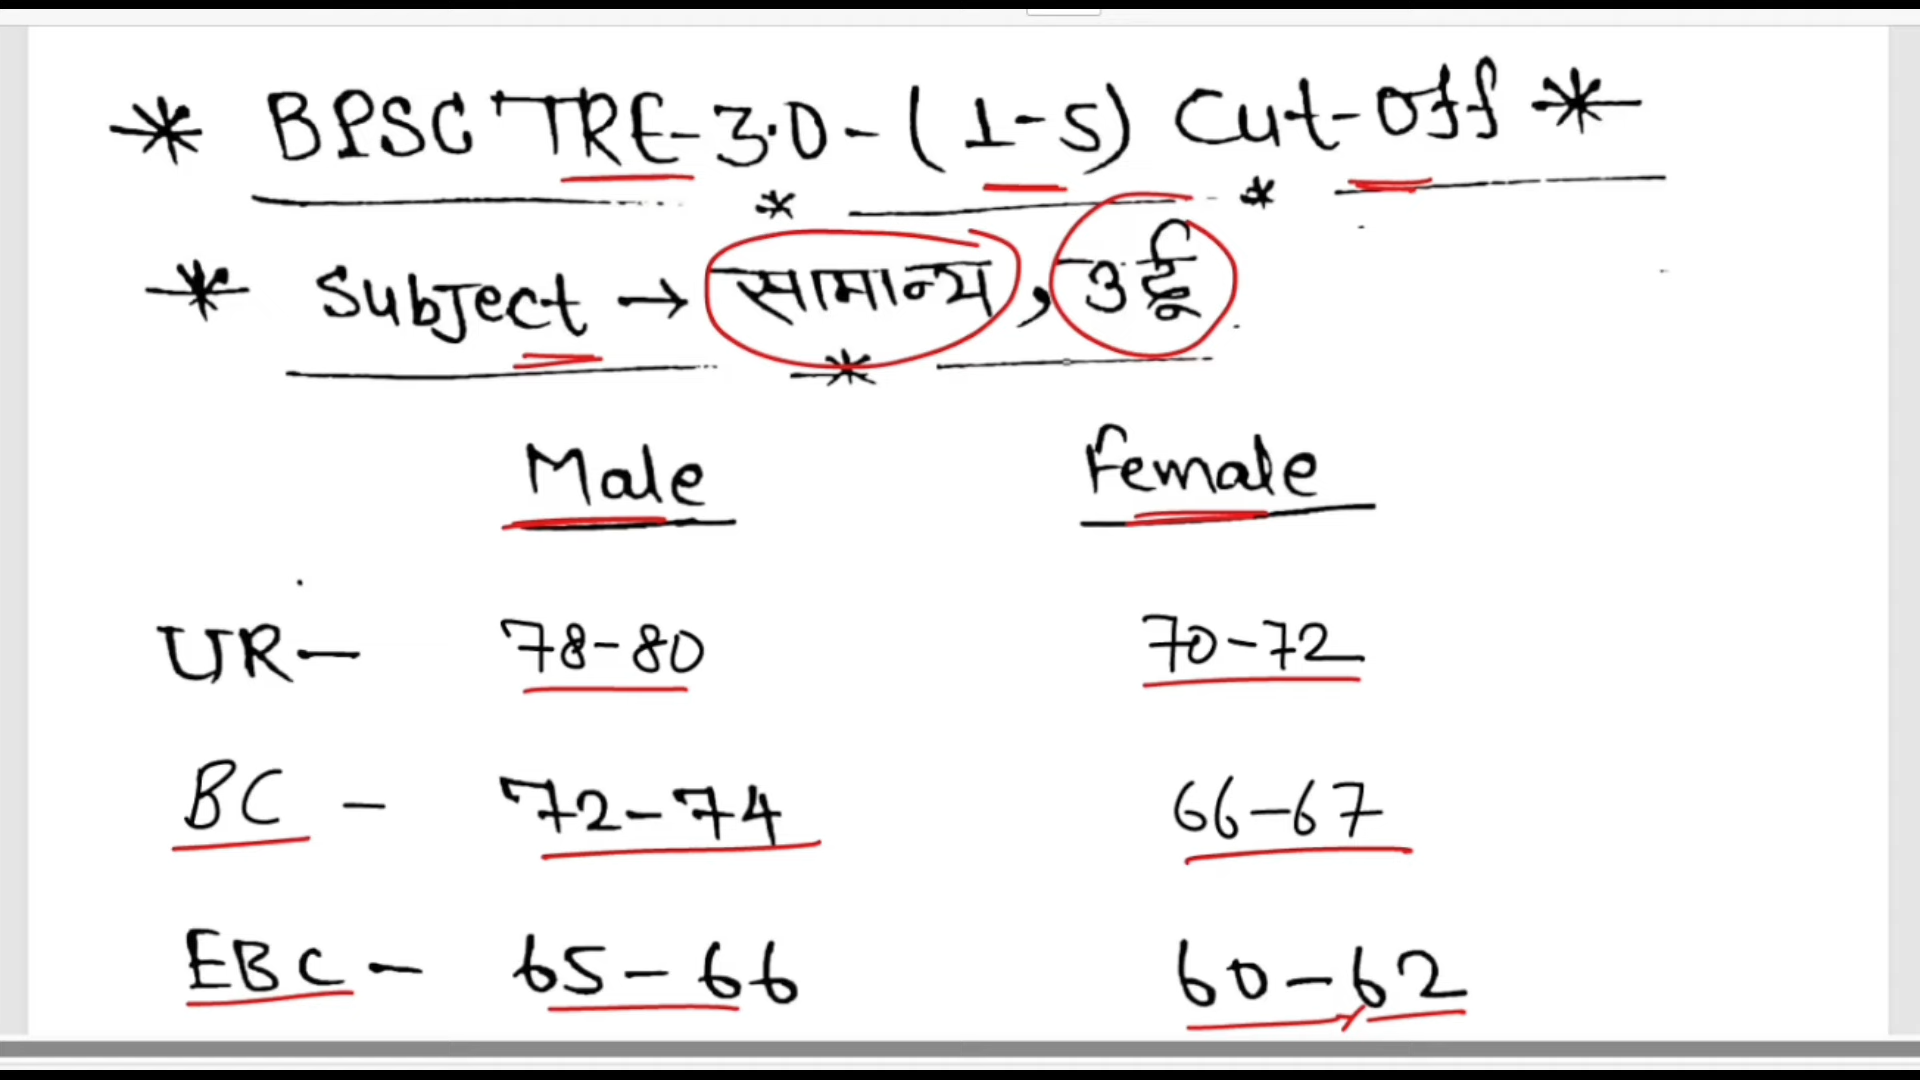 * BPSC TRE-3.0-(1-5) Cut-Off *
* Subject → सामान्य, उर्दू
Male Female
UR- 78-80 70-72
BC - 72-74 66-67
EBC - 65-66 60-62